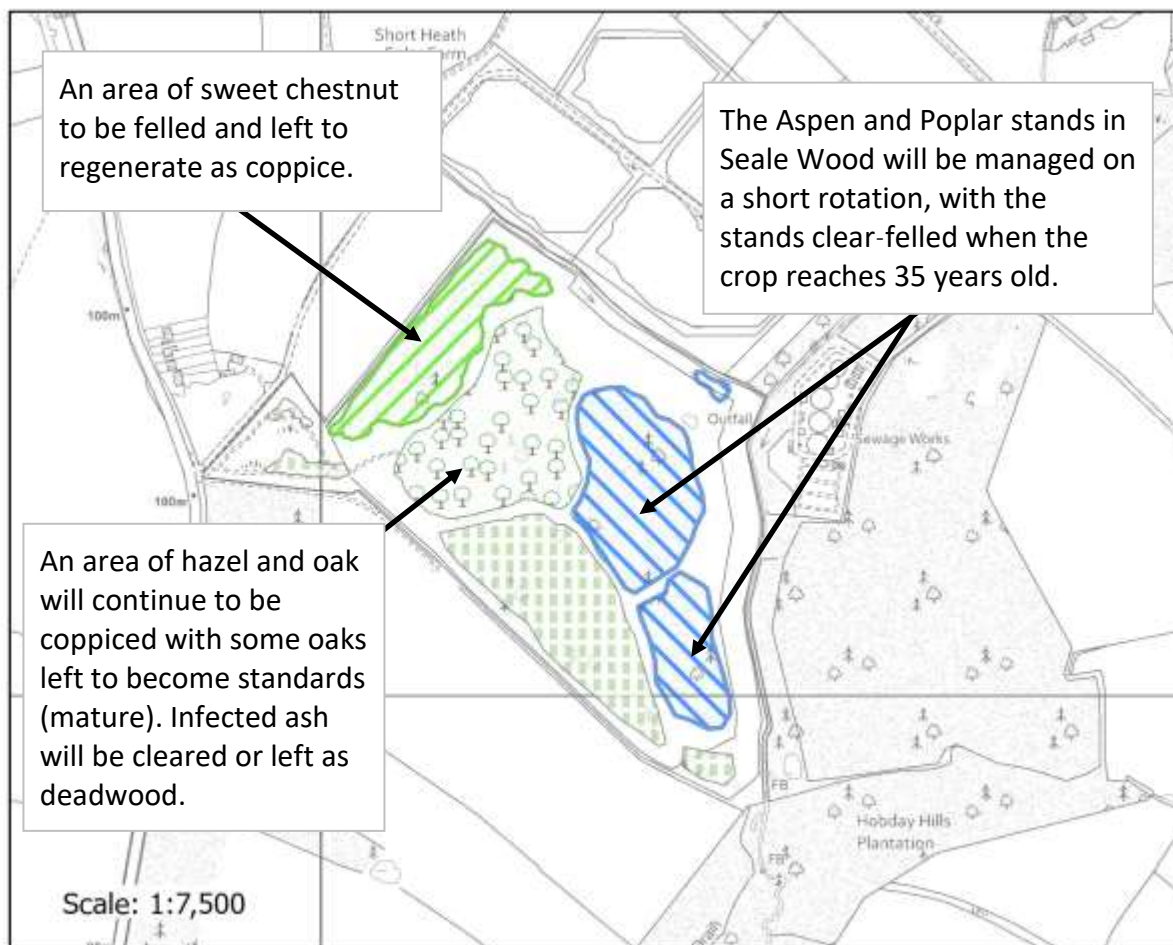 Short Heath
An area of sweet chestnut
to be felled and left to
regenerate as coppice.
The Aspen and Poplar stands in
Seale Wood will be managed on
a short rotation, with the
stands clear-felled when the
crop reaches 35 years old.
100m
Outfall
Sewage Works
100m
An area of hazel and oak
will continue to be
coppiced with some oaks
left to become standards
(mature). Infected ash
will be cleared or left as
deadwood.
FB
Hobday Hills
Plantation
FB
Scale: 1:7,500